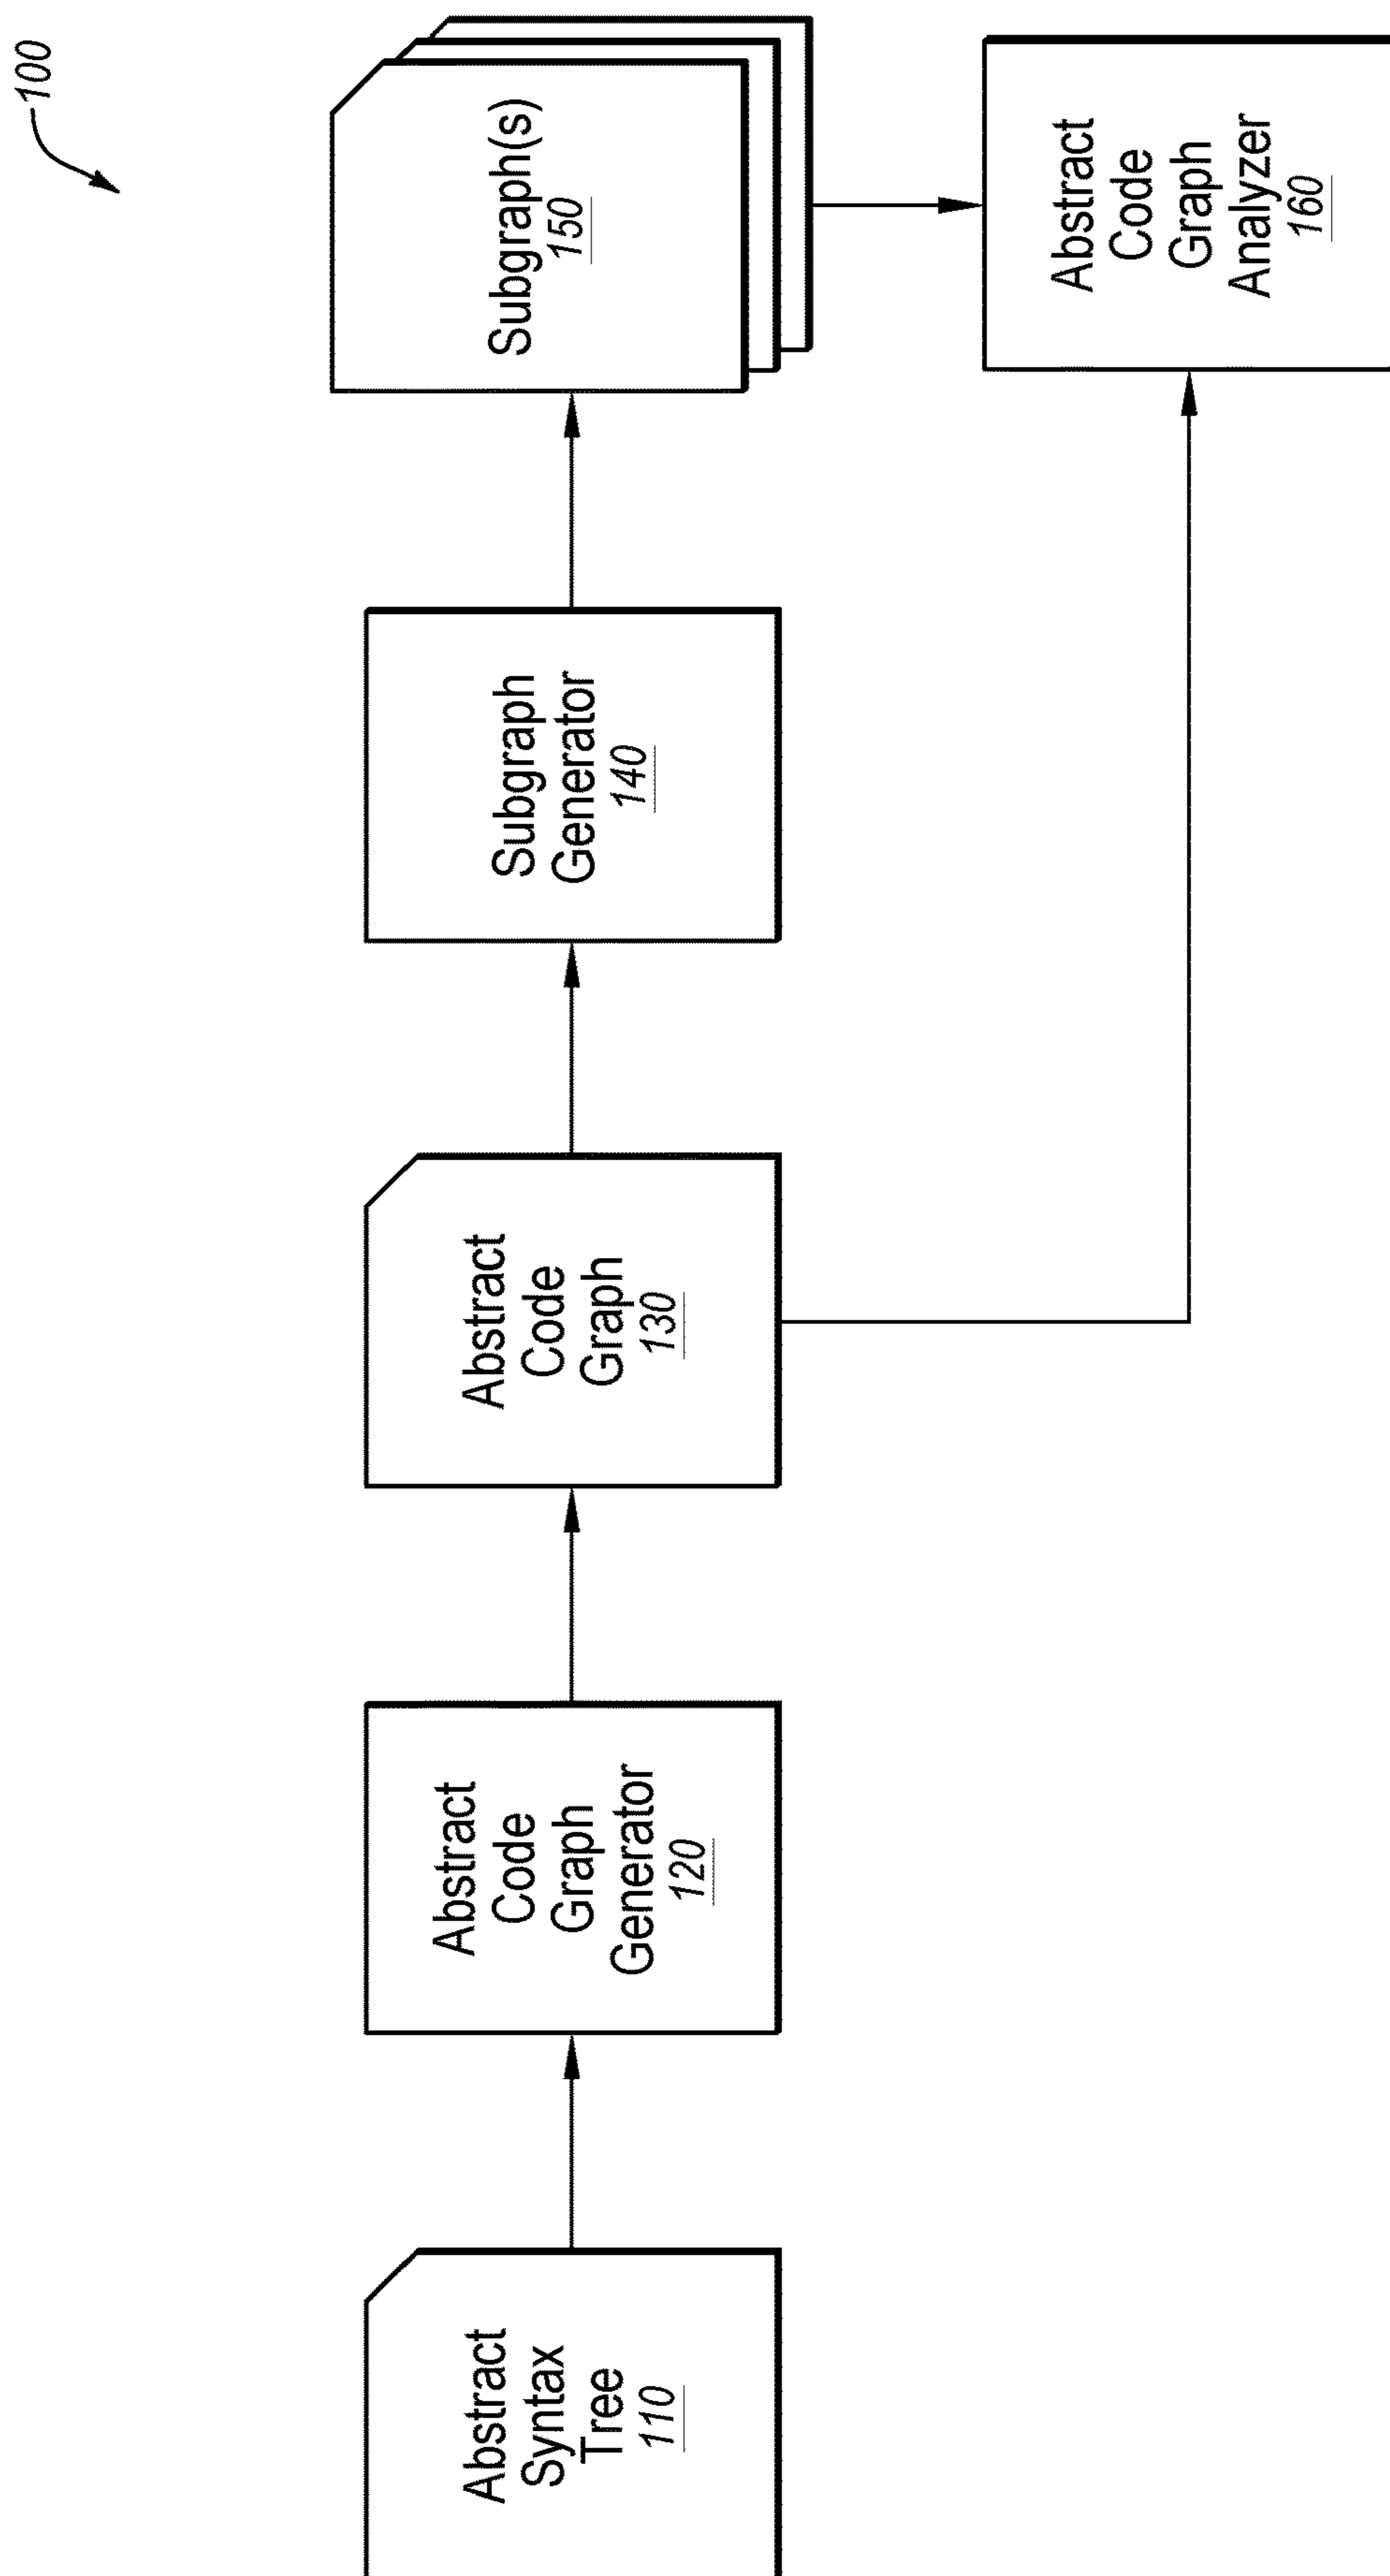 100
Abstract
Syntax
Tree
110
Abstract
Code
Graph
Generator
120
Abstract
Code
Graph
130
Subgraph
Generator
140
Subgraph(s)
150
Abstract
Code
Graph
Analyzer
160